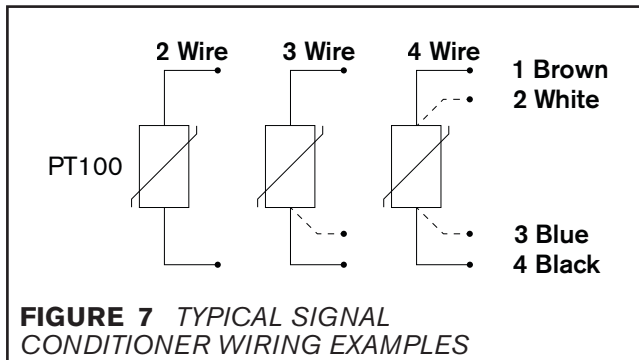 2 Wire 3 Wire 4 Wire
1 Brown
2 White
PT100
3 Blue
4 Black
FIGURE 7 TYPICAL SIGNAL
CONDITIONER WIRING EXAMPLES